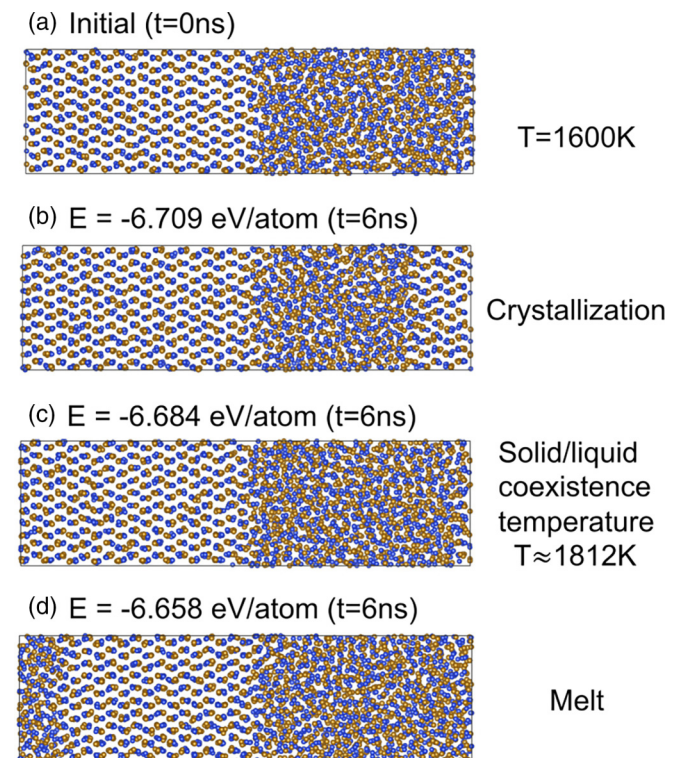 (a) Initial (t=0ns)
T=1600K
(b) E = -6.709 eV/atom (t=6ns)
Crystallization
(c) E = -6.684 eV/atom (t=6ns)
Solid/liquid
coexistence
temperature
T≈1812K
(d) E = -6.658 eV/atom (t=6ns)
Melt